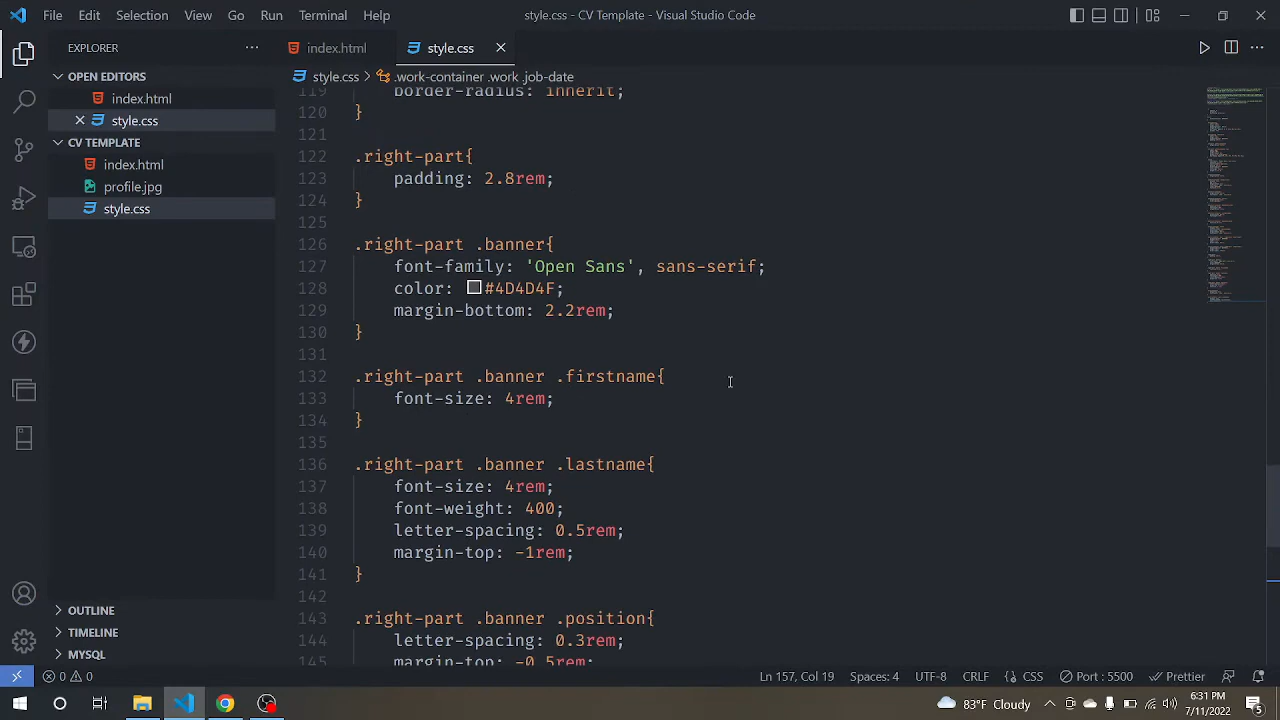 File Edit Selection View Go Run Terminal Help
style.css - CV Template - Visual Studio Code
EXPLORER
index.html
style.css
OPEN EDITORS
index.html
style.css
CV TEMPLATE
index.html
profile.jpg
style.css
OUTLINE
TIMELINE
MYSQL
style.css > .work-container .work .job-date
119 border-radius: inherit;
120 }
121
122 .right-part{
123 padding: 2.8rem;
124 }
125
126 .right-part .banner{
127 font-family: 'Open Sans', sans-serif;
128 color: #4D4D4F;
129 margin-bottom: 2.2rem;
130 }
131
132 .right-part .banner .firstname{
133 font-size: 4rem;
134 }
135
136 .right-part .banner .lastname{
137 font-size: 4rem;
138 font-weight: 400;
139 letter-spacing: 0.5rem;
140 margin-top: -1rem;
141 }
142
143 .right-part .banner .position{
144 letter-spacing: 0.3rem;
145 margin-top: -0.5rem;
0 0
Ln 157, Col 19 Spaces: 4 UTF-8 CRLF CSS Port : 5500 Prettier
83°F Cloudy
6:31 PM
7/11/2022
5